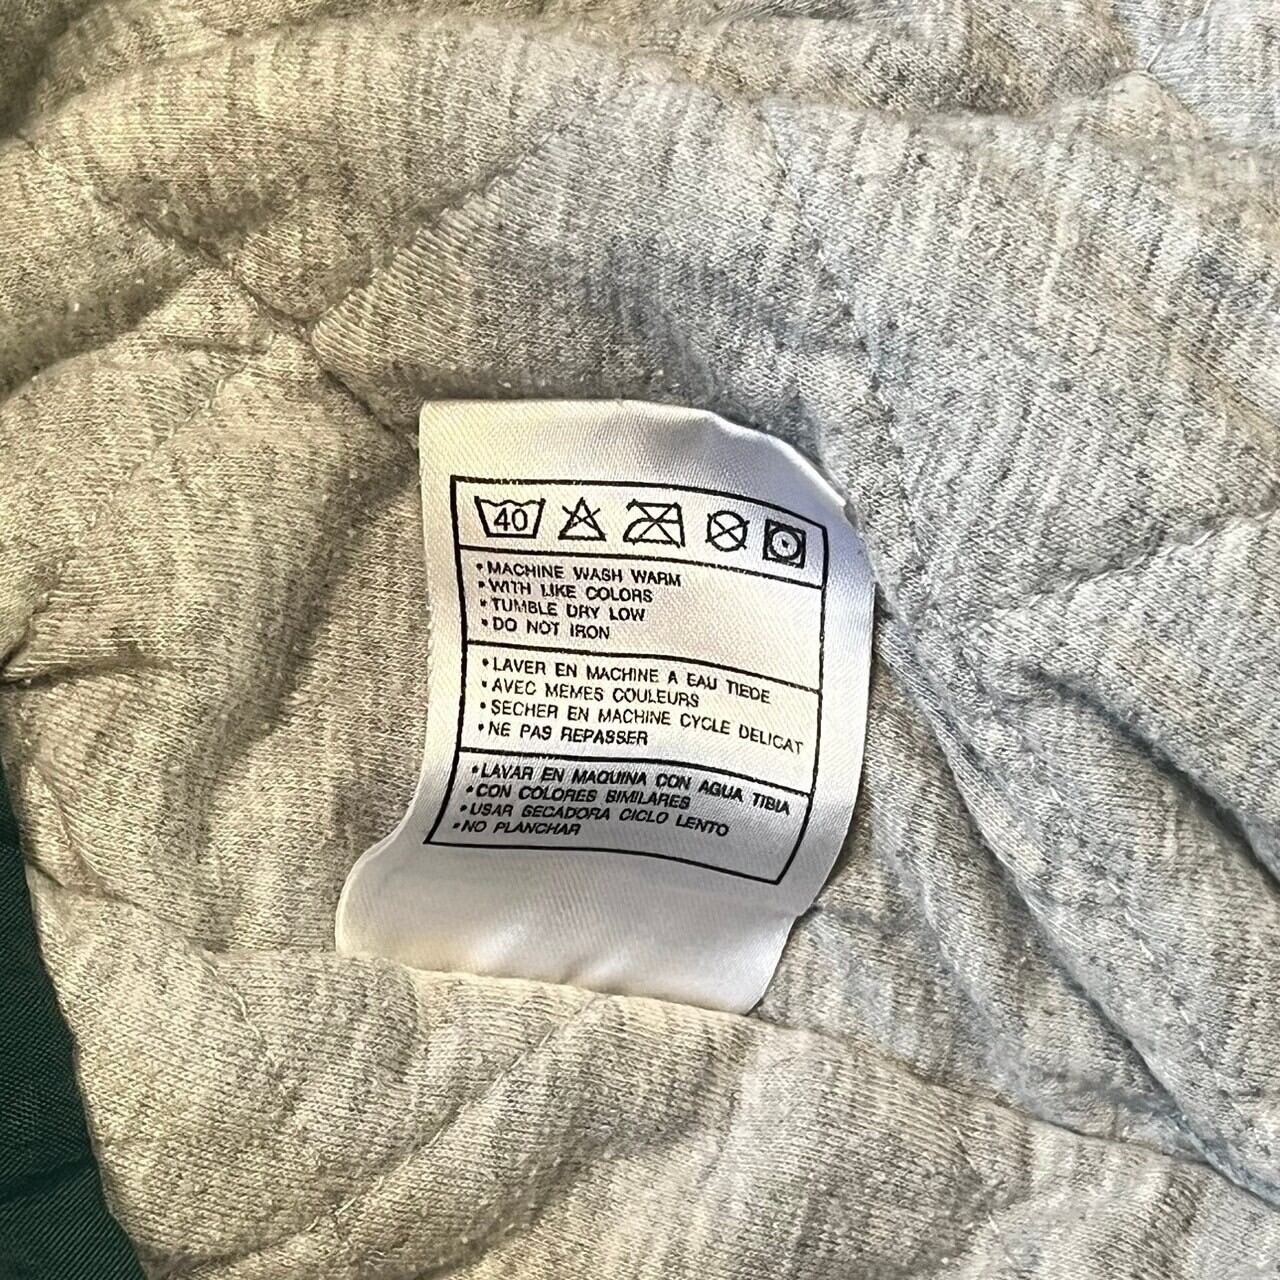 40
• MACHINE WASH WARM
• WITH LIKE COLORS
• TUMBLE DRY LOW
• DO NOT IRON
• LAVER EN MACHINE A EAU TIEDE
• AVEC MEMES COULEURS
• SECHER EN MACHINE CYCLE DELICAT
• NE PAS REPASSER
• LAVAR EN MAQUINA CON AGUA TIBIA
• CON COLORES SIMILARES
• USAR SECADORA CICLO LENTO
• NO PLANCHAR